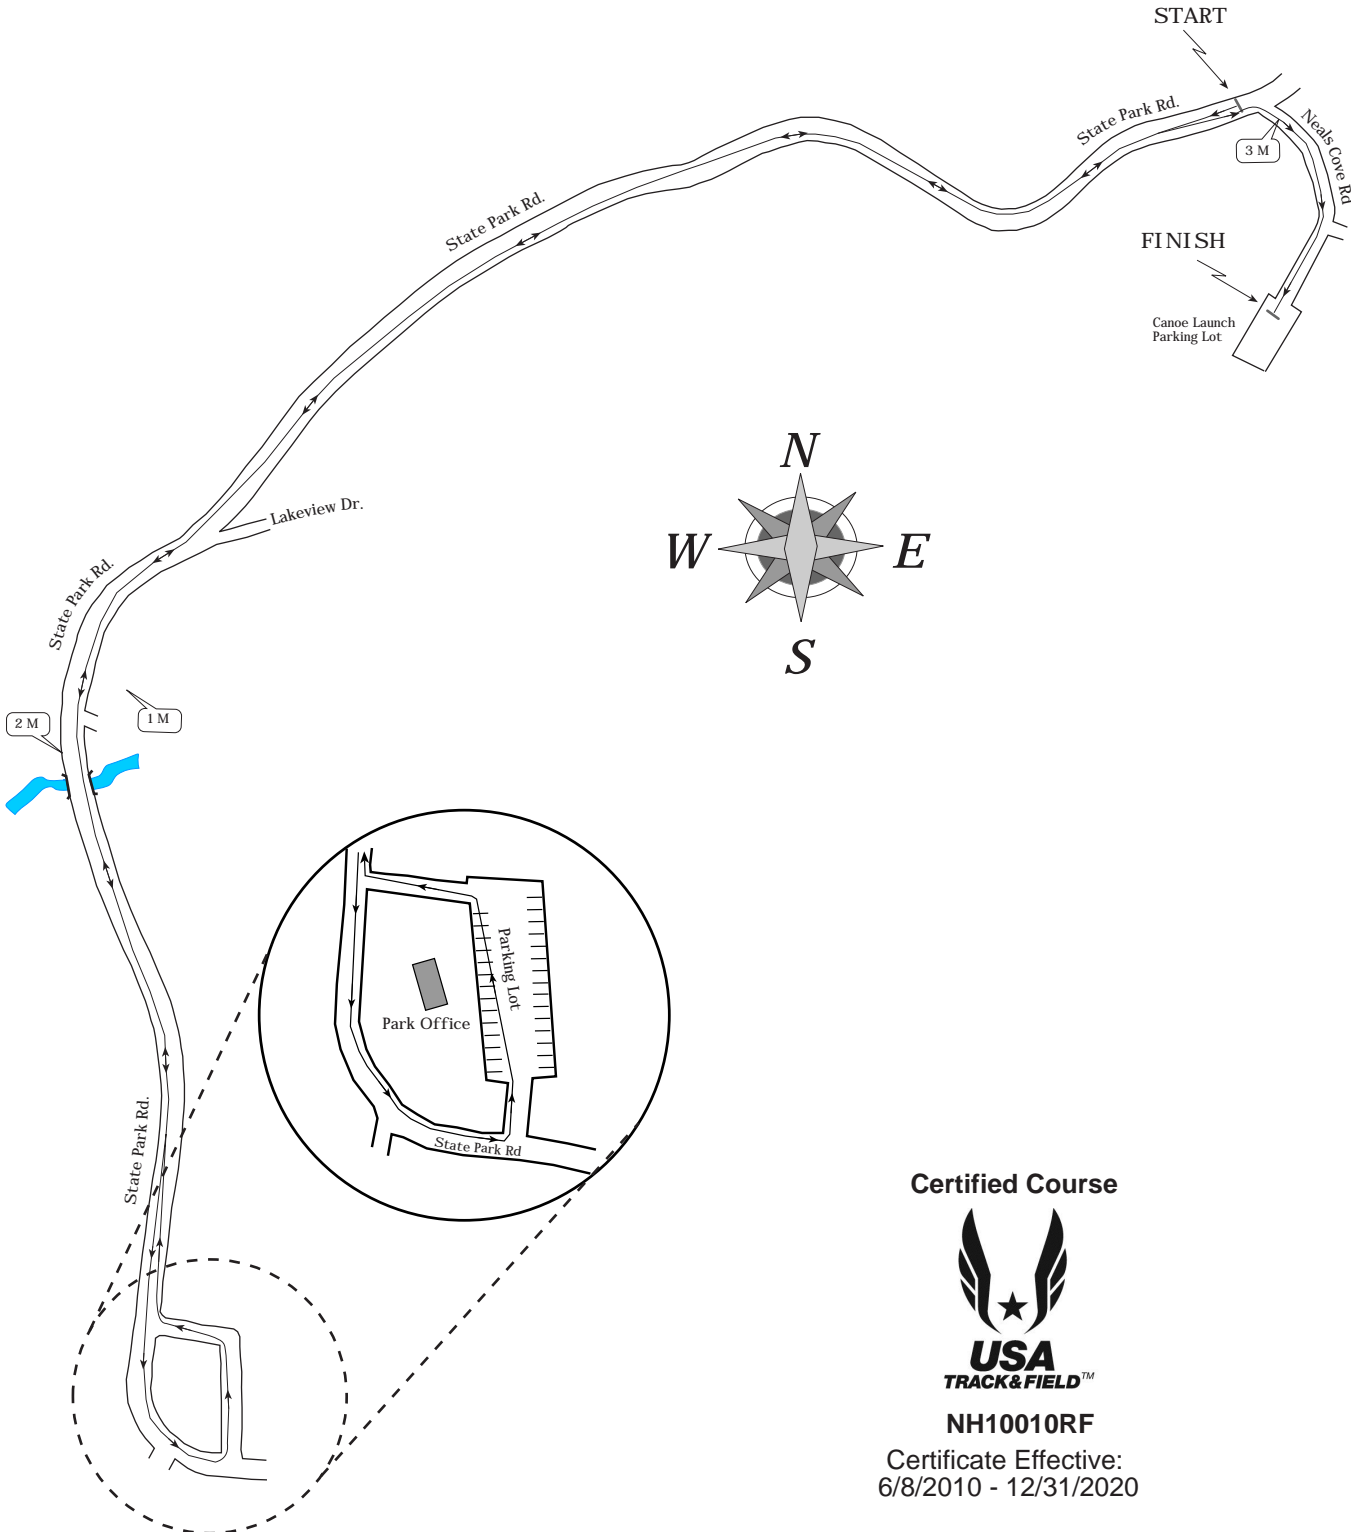 START
State Park Rd.
Neals Cove Rd
3 M
State Park Rd.
FINISH
Canoe Launch
Parking Lot
N
W
E
S
Lakeview Dr.
State Park Rd.
1 M
2 M
Parking Lot
Park Office
State Park Rd
State Park Rd.
Certified Course
USA
TRACK&FIELD™
NH10010RF
Certificate Effective:
6/8/2010 - 12/31/2020